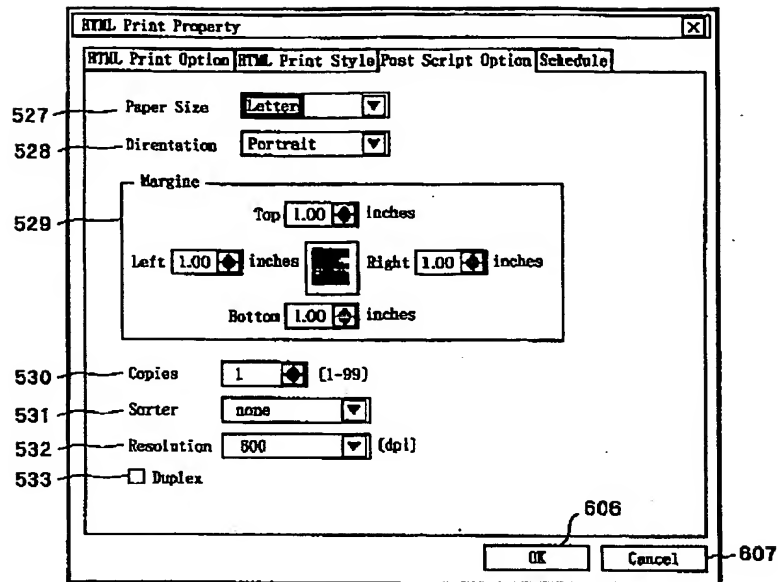 HTML Print Property
HTML Print Option HTML Print Style Post Script Option Schedule
527 Paper Size Letter
528 Direntation Portrait
Margine
529
Top 1.00 inches
Left 1.00 inches Right 1.00 inches
Bottom 1.00 inches
530 Copies 1 (1-99)
531 Sorter none
532 Resolution 600 (dpi)
533 Duplex
606
OK Cancel 607